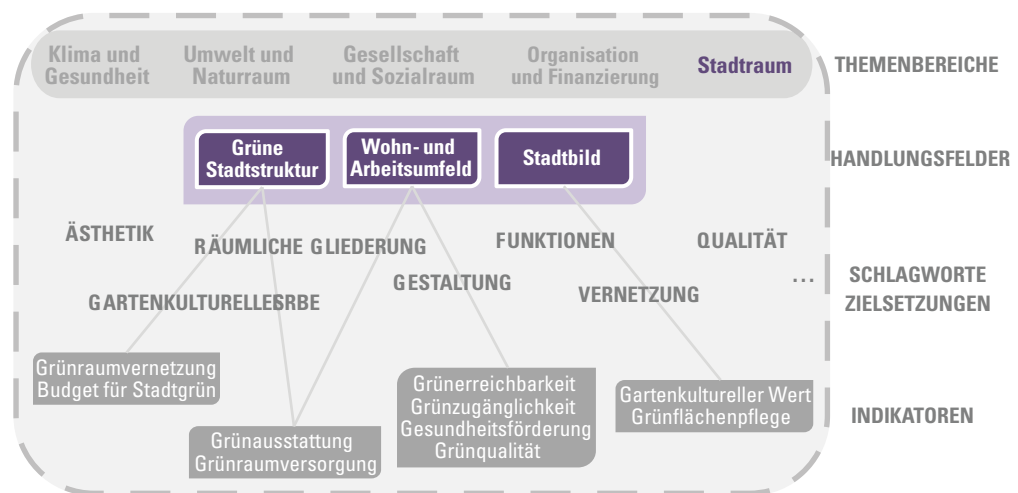 Klima und
Gesundheit
Umwelt und
Naturraum
Gesellschaft
und Sozialraum
Organisation
und Finanzierung
Stadtraum
THEMENBEREICHE
Grüne
Stadtstruktur
Wohn- und
Arbeitsumfeld
Stadtbild
HANDLUNGSFELDER
ÄSTHETIK
RÄUMLICHE GLIEDERUNG
FUNKTIONEN
QUALITÄT
GARTENKULTURELLES ERBE
GESTALTUNG
VERNETZUNG
...
SCHLAGWORTE
ZIELSETZUNGEN
Grünraumvernetzung
Budget für Stadtgrün
Grünausstattung
Grünraumversorgung
Grünerreichbarkeit
Grünzugänglichkeit
Gesundheitsförderung
Grünqualität
Gartenkultureller Wert
Grünflächenpflege
INDIKATOREN